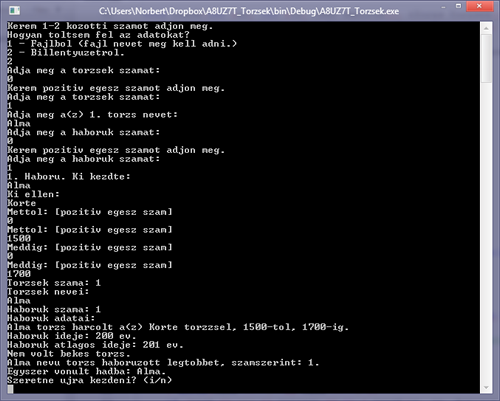 C:\Users\Norbert\Dropbox\A8UZ7T_Torzsek\bin\Debug\A8UZ7T_Torzsek.exe
Kerem 1-2 kozotti szamot adjon meg.
Hogyan toltsem fel az adatokat?
1 - Fajlbol (fajl nevet meg kell adni.)
2 - Billentyuzetrol.
2
Adja meg a torzsek szamat:
0
Kerem pozitiv egesz szamot adjon meg.
Adja meg a torzsek szamat:
1
Adja meg a(z) 1. torzs nevet:
Alma
Adja meg a haboruk szamat:
0
Kerem pozitiv egesz szamot adjon meg.
Adja meg a haboruk szamat:
1
1. Haboru. Ki kezdte:
Alma
Ki ellen:
Korte
Mettol: [pozitiv egesz szam]
0
Mettol: [pozitiv egesz szam]
1500
Meddig: [pozitiv egesz szam]
0
Meddig: [pozitiv egesz szam]
1700
Torzsek szama: 1
Torzsek nevei:
Alma
Haboruk szama: 1
Haboruk adatai:
Alma torzs harcolt a(z) Korte torzzsel, 1500-tol, 1700-ig.
Haboruk ideje: 200 ev.
Haboruk atlagos ideje: 201 ev.
Nem volt bekes torzs.
Alma nevu torzs haboruzott legtobbet, szamszerint: 1.
Egyszer vonult hadba: Alma.
Szeretne ujra kezdeni? (i/n)